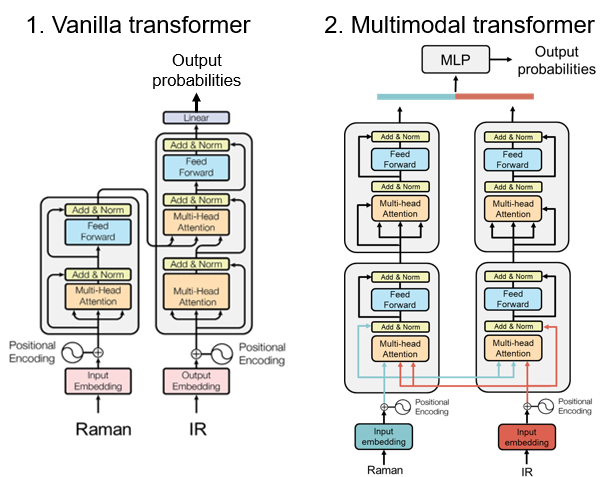 1. Vanilla transformer
Output
probabilities
Linear
Add & Norm
Feed
Forward
Add & Norm
Multi-Head
Attention
Add & Norm
Multi-Head
Attention
Positional
Encoding
Output
Embedding
IR
Add & Norm
Feed
Forward
Add & Norm
Multi-Head
Attention
Positional
Encoding
Input
Embedding
Raman
2. Multimodal transformer
MLP
Output
probabilities
Add & Norm
Feed
Forward
Add & Norm
Multi-head
Attention
Add & Norm
Feed
Forward
Add & Norm
Multi-head
Attention
Positional
Encoding
Input
embedding
Raman
Add & Norm
Feed
Forward
Add & Norm
Multi-head
Attention
Add & Norm
Feed
Forward
Add & Norm
Multi-head
Attention
Positional
Encoding
Input
embedding
IR